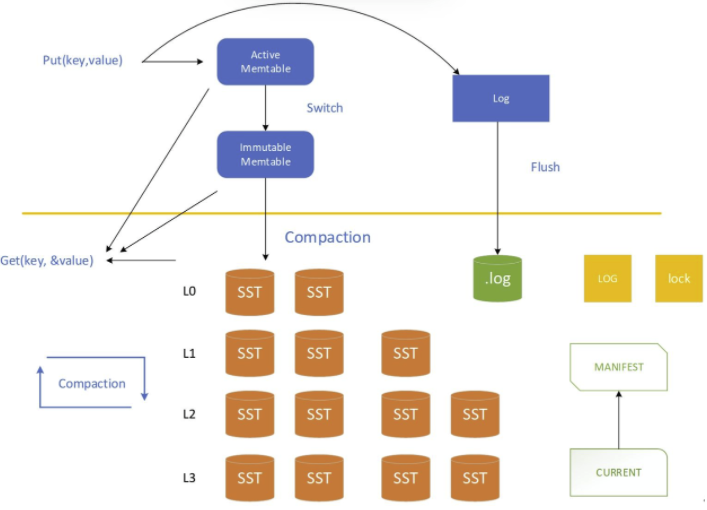 Put(key,value)
Active
Memtable
Log
Switch
Immutable
Memtable
Flush
Compaction
Get(key, &value)
.log
LOG
lock
L0
SST
SST
L1
SST
SST
SST
MANIFEST
Compaction
L2
SST
SST
SST
SST
L3
SST
SST
SST
SST
CURRENT